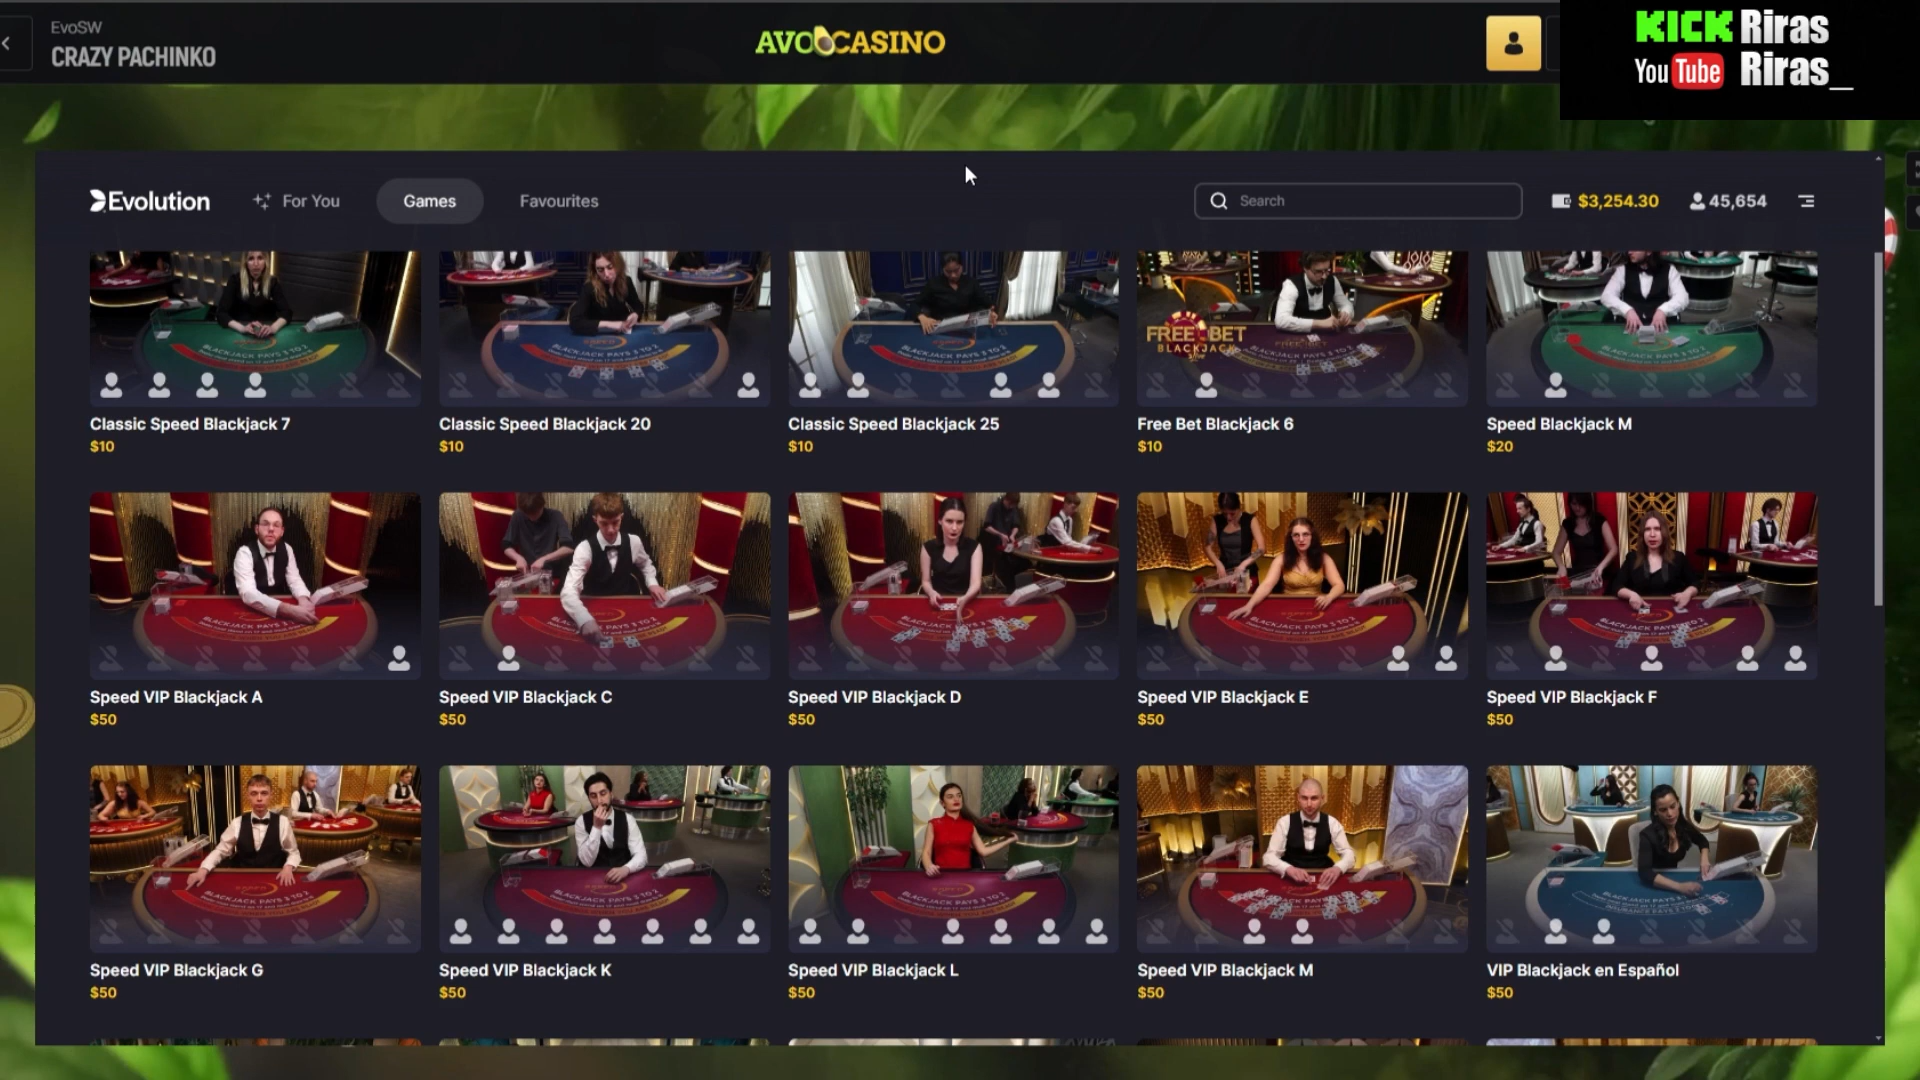 EvoSW
CRAZY PACHINKO
AVOCASINO
KICK Riras
YouTube Riras_
Evolution
For You
Games
Favourites
Search
$3,254.30
45,654
FREE BET
BLACKJACK
Classic Speed Blackjack 7
$10
Classic Speed Blackjack 20
$10
Classic Speed Blackjack 25
$10
Free Bet Blackjack 6
$10
Speed Blackjack M
$20
Speed VIP Blackjack A
$50
Speed VIP Blackjack C
$50
Speed VIP Blackjack D
$50
Speed VIP Blackjack E
$50
Speed VIP Blackjack F
$50
Speed VIP Blackjack G
$50
Speed VIP Blackjack K
$50
Speed VIP Blackjack L
$50
Speed VIP Blackjack M
$50
VIP Blackjack en Español
$50